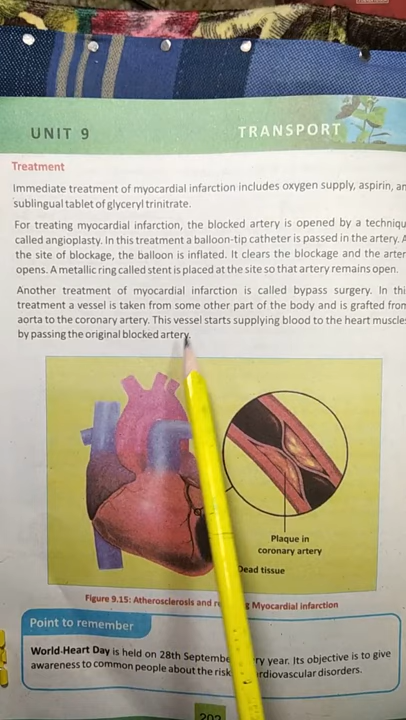 UNIT 9 TRANSPORT
Treatment
Immediate treatment of myocardial infarction includes oxygen supply, aspirin, an
sublingual tablet of glyceryl trinitrate.
For treating myocardial infarction, the blocked artery is opened by a techniqu
called angioplasty. In this treatment a balloon-tip catheter is passed in the artery. A
the site of blockage, the balloon is inflated. It clears the blockage and the arter
opens. A metallic ring called stent is placed at the site so that artery remains open.
Another treatment of myocardial infarction is called bypass surgery. In thi
treatment a vessel is taken from some other part of the body and is grafted from
aorta to the coronary artery. This vessel starts supplying blood to the heart muscle
by passing the original blocked artery.
Plaque in
coronary artery
Dead tissue
Figure 9.15: Atherosclerosis and re g Myocardial infarction
Point to remember
World Heart Day is held on 28th Septembe ry year. Its objective is to give
awareness to common people about the risk rdiovascular disorders.
203